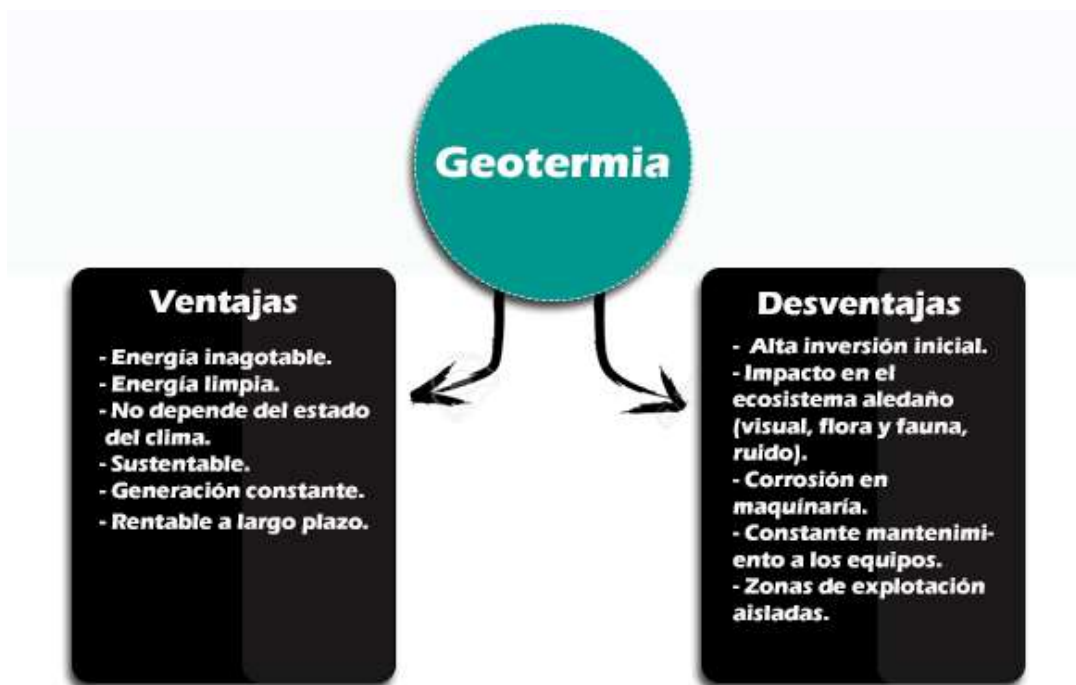 Geotermia
Ventajas
- Energía inagotable.
- Energía limpia.
- No depende del estado
del clima.
- Sustentable.
- Generación constante.
- Rentable a largo plazo.
Desventajas
- Alta inversión inicial.
- Impacto en el
ecosistema aledaño
(visual, flora y fauna,
ruido).
- Corrosión en
maquínaría.
- Constante mantenimi-
ento a los equipos.
- Zonas de explotación
aisladas.